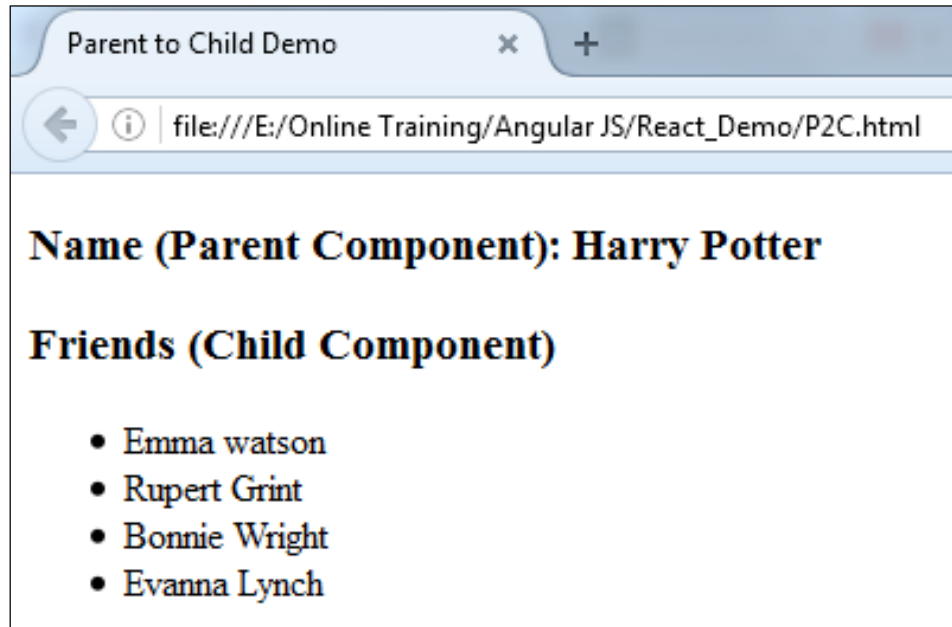 Parent to Child Demo
file:///E:/Online Training/Angular JS/React_Demo/P2C.html
Name (Parent Component): Harry Potter
Friends (Child Component)
• Emma watson
• Rupert Grint
• Bonnie Wright
• Evanna Lynch